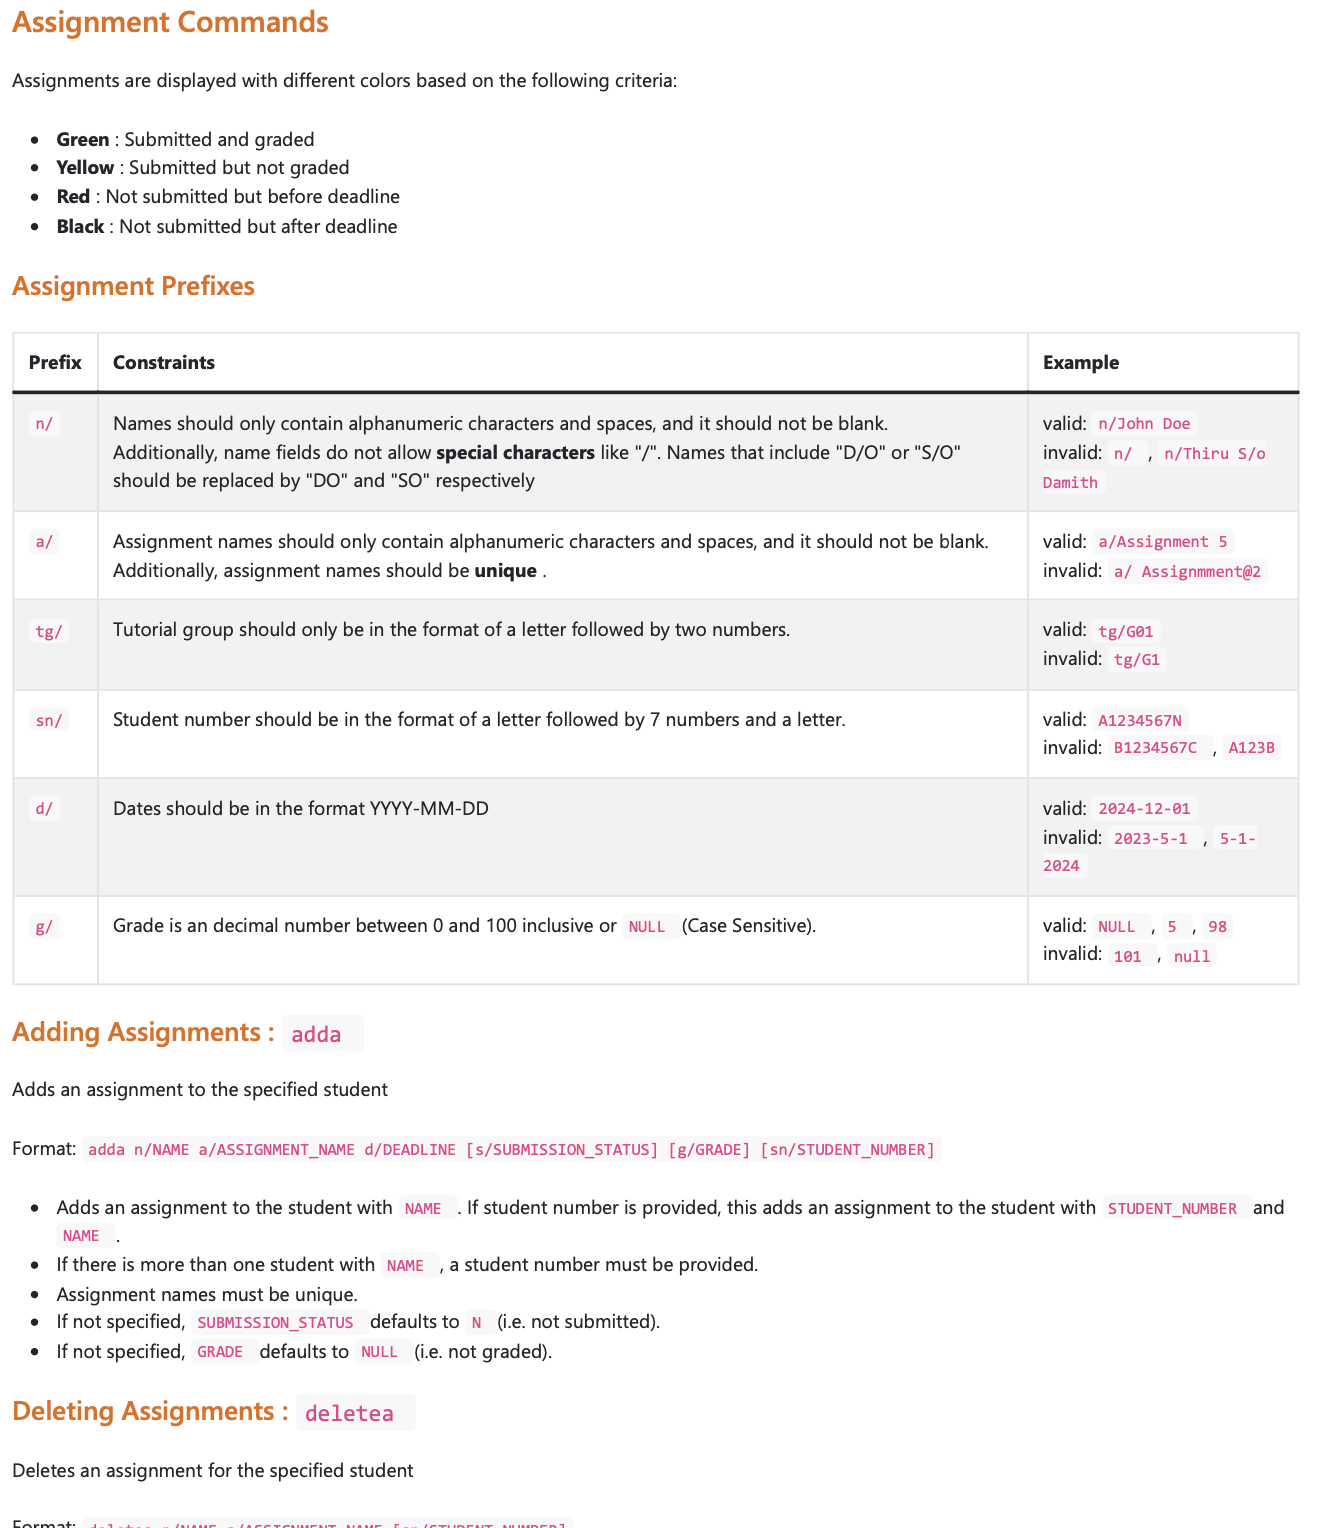 Assignment Commands
Assignments are displayed with different colors based on the following criteria:
Green : Submitted and graded
Yellow : Submitted but not graded
Red : Not submitted but before deadline
Black : Not submitted but after deadline
Assignment Prefixes
Prefix Constraints Example
n/ Names should only contain alphanumeric characters and spaces, and it should not be blank. valid: n/John Doe
Additionally, name fields do not allow special characters like "/". Names that include "D/O" or "S/O" invalid: n/ , n/Thiru S/o
should be replaced by "DO" and "SO" respectively Damith
a/ Assignment names should only contain alphanumeric characters and spaces, and it should not be blank. valid: a/Assignment 5
Additionally, assignment names should be unique . invalid: a/ Assignmment@2
tg/ Tutorial group should only be in the format of a letter followed by two numbers. valid: tg/G01
invalid: tg/G1
sn/ Student number should be in the format of a letter followed by 7 numbers and a letter. valid: A1234567N
invalid: B1234567C , A123B
d/ Dates should be in the format YYYY-MM-DD valid: 2024-12-01
invalid: 2023-5-1 , 5-1-
2024
g/ Grade is an decimal number between 0 and 100 inclusive or NULL (Case Sensitive). valid: NULL , 5 , 98
invalid: 101 , null
Adding Assignments : adda
Adds an assignment to the specified student
Format: adda n/NAME a/ASSIGNMENT_NAME d/DEADLINE [s/SUBMISSION_STATUS] [g/GRADE] [sn/STUDENT_NUMBER]
Adds an assignment to the student with NAME . If student number is provided, this adds an assignment to the student with STUDENT_NUMBER and
NAME .
If there is more than one student with NAME , a student number must be provided.
Assignment names must be unique.
If not specified, SUBMISSION_STATUS defaults to N (i.e. not submitted).
If not specified, GRADE defaults to NULL (i.e. not graded).
Deleting Assignments : deletea
Deletes an assignment for the specified student
Format: deletea n/NAME a/ASSIGNMENT_NAME [sn/STUDENT_NUMBER]